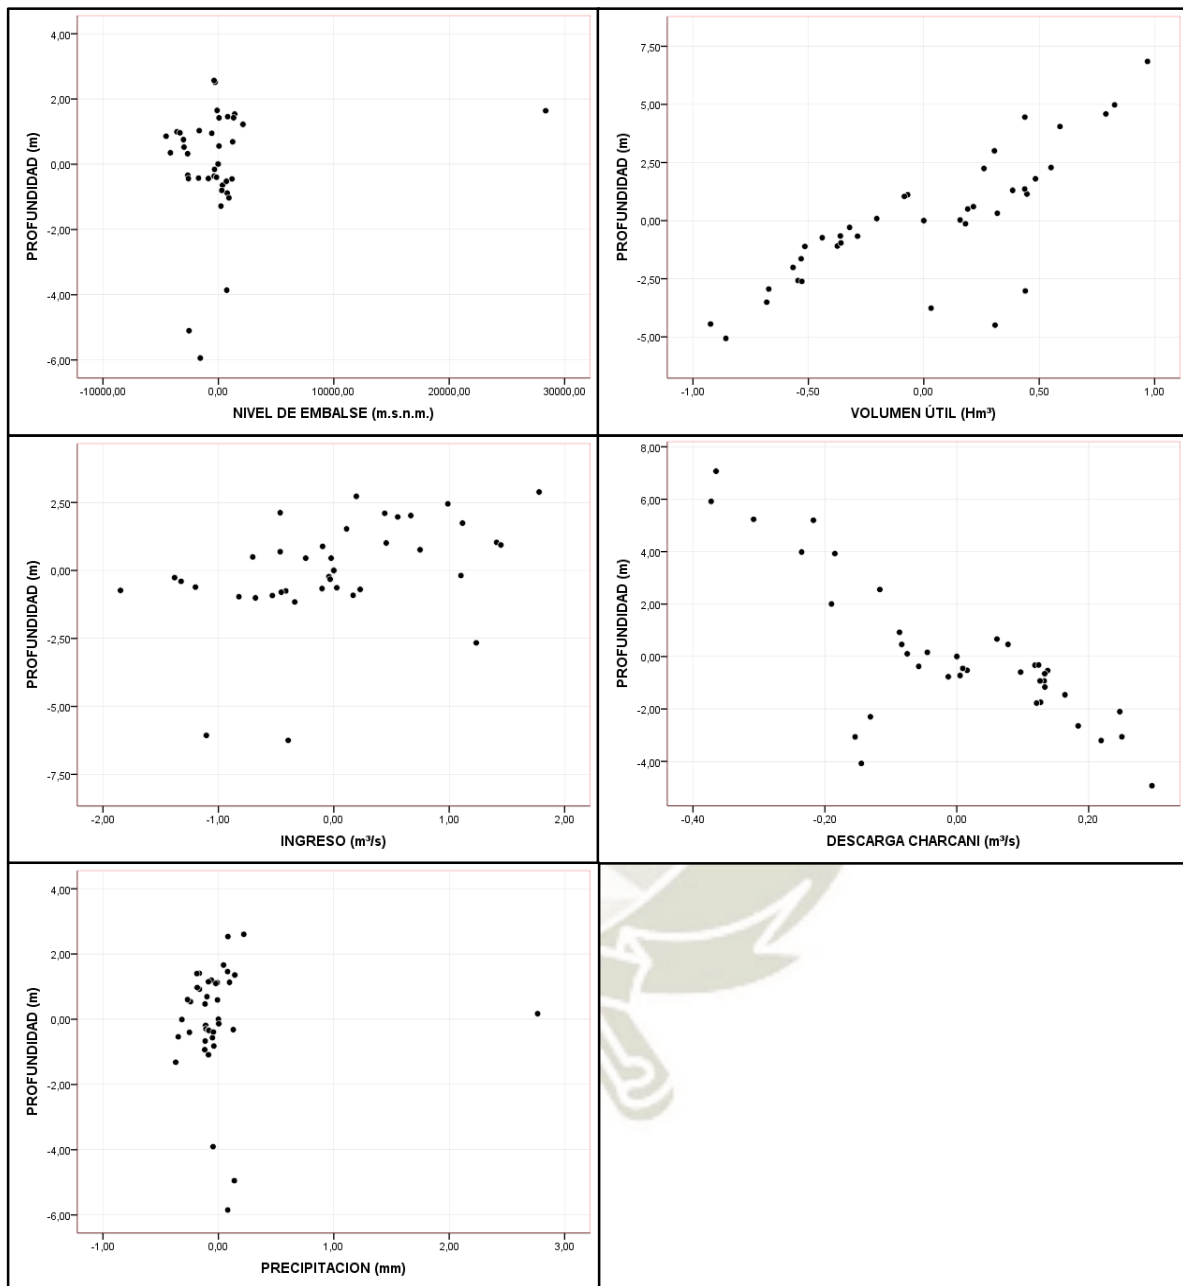 4,00
2,00
0,00
-2,00
-4,00
-6,00
PROFUNDIDAD (m)
-10000,00 0,00 10000,00 20000,00 30000,00
NIVEL DE EMBALSE (m.s.n.m.)
7,50
5,00
2,50
0,00
-2,50
-5,00
PROFUNDIDAD (m)
-1,00 -0,50 0,00 0,50 1,00
VOLUMEN ÚTIL (Hm³)
2,50
0,00
-2,50
-5,00
-7,50
PROFUNDIDAD (m)
-2,00 -1,00 0,00 1,00 2,00
INGRESO (m³/s)
8,00
6,00
4,00
2,00
0,00
-2,00
-4,00
PROFUNDIDAD (m)
-0,40 -0,20 0,00 0,20
DESCARGA CHARCANI (m³/s)
4,00
2,00
0,00
-2,00
-4,00
-6,00
PROFUNDIDAD (m)
-1,00 0,00 1,00 2,00 3,00
PRECIPITACION (mm)